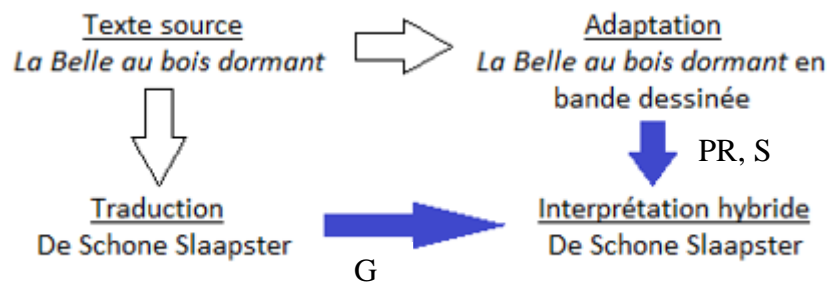 Texte source
La Belle au bois dormant
Adaptation
La Belle au bois dormant en
bande dessinée
PR, S
Traduction
De Schone Slaapster
Interprétation hybride
De Schone Slaapster
G